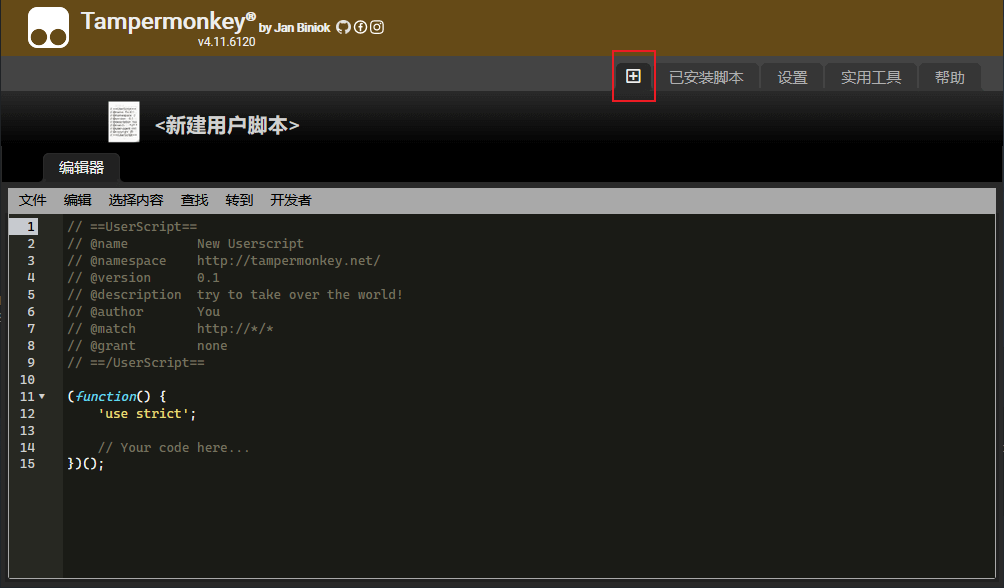 Tampermonkey® by Jan Biniok
v4.11.6120
已安装脚本 设置 实用工具 帮助
<新建用户脚本>
编辑器
文件 编辑 选择内容 查找 转到 开发者
1 // ==UserScript==
2 // @name         New Userscript
3 // @namespace    http://tampermonkey.net/
4 // @version      0.1
5 // @description  try to take over the world!
6 // @author       You
7 // @match        http://*/*
8 // @grant        none
9 // ==/UserScript==
10
11 (function() {
12     'use strict';
13
14     // Your code here...
15 })();